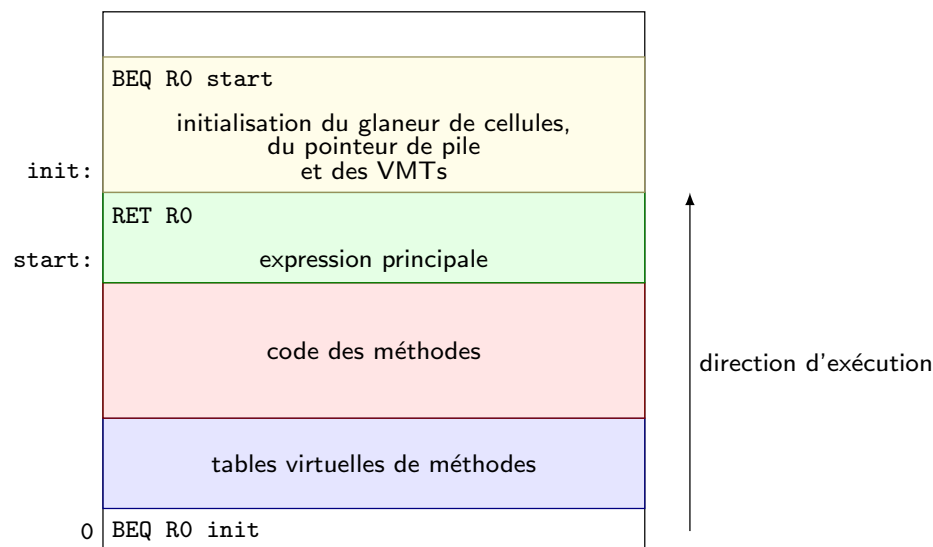 BEQ R0 start
initialisation du glaneur de cellules,
du pointeur de pile
init:
et des VMTs
RET R0
start:
expression principale
code des méthodes
direction d'exécution
tables virtuelles de méthodes
0
BEQ R0 init